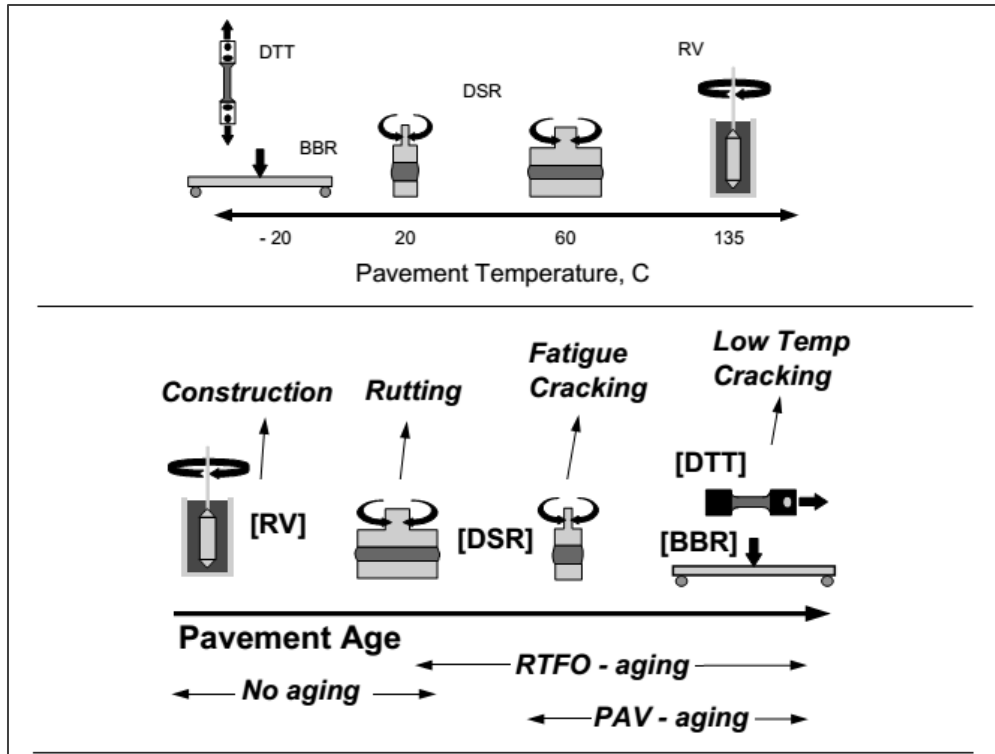 DTT
RV
DSR
BBR
- 20 20 60 135
Pavement Temperature, C
Construction
Rutting
Fatigue
Cracking
Low Temp
Cracking
[RV]
[DSR]
[DTT]
[BBR]
Pavement Age
RTFO - aging
No aging
PAV - aging